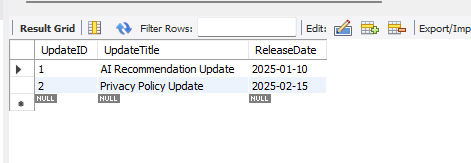 Result Grid Filter Rows: Edit: Export/Imp
UpdateID UpdateTitle ReleaseDate
1 AI Recommendation Update 2025-01-10
2 Privacy Policy Update 2025-02-15
NULL NULL NULL